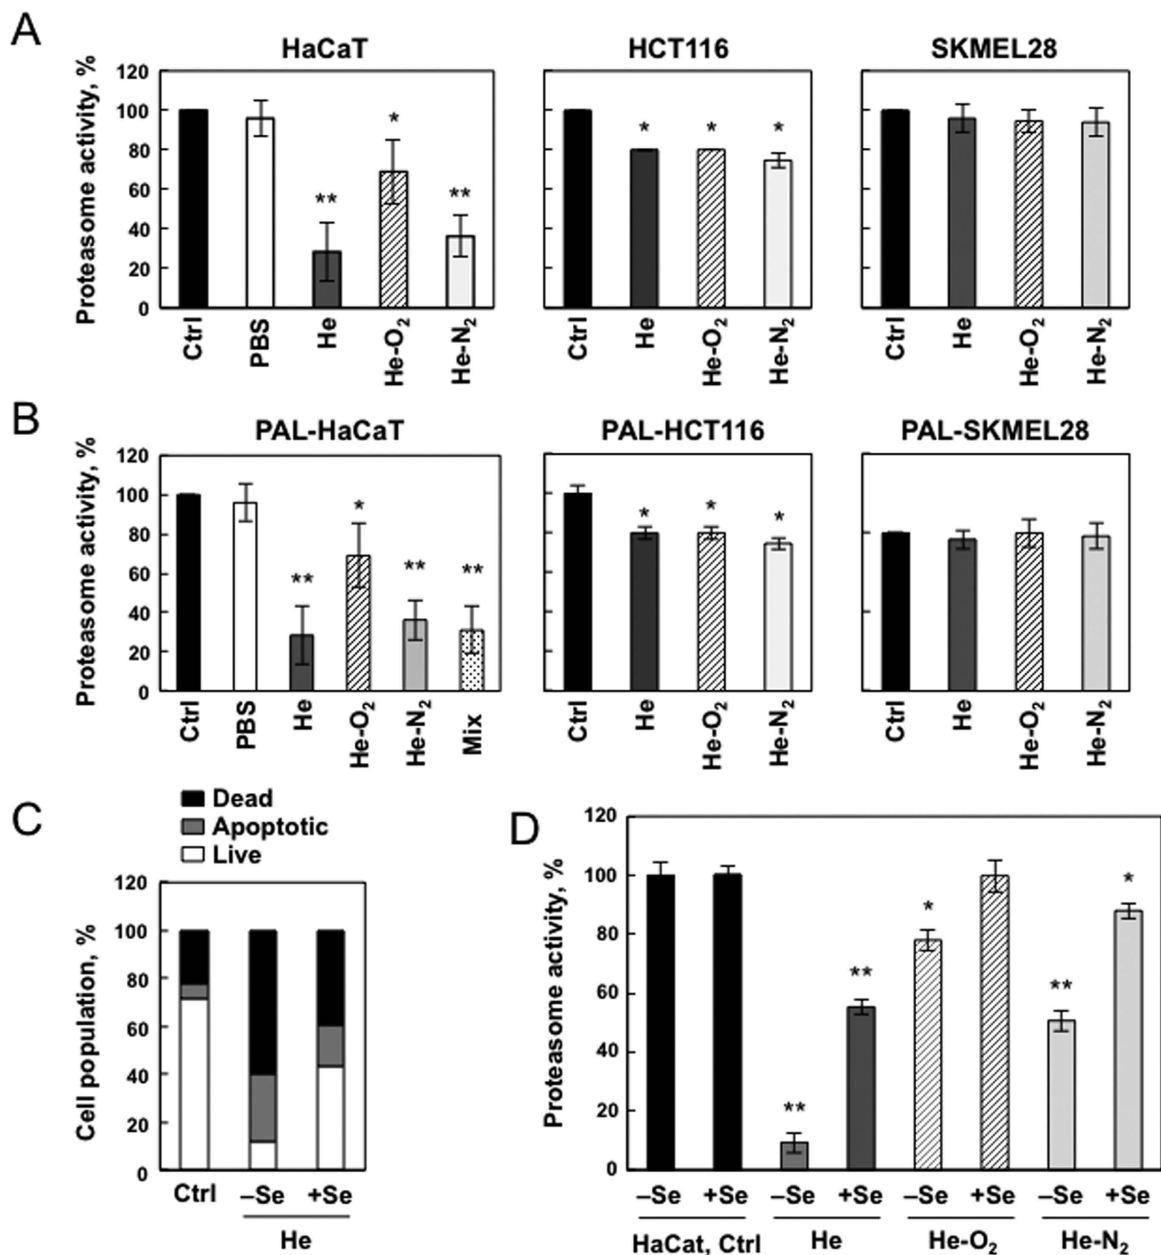 A
HaCaT
HCT116
SKMEL28
Proteasome activity, %
120
100
80
60
40
20
0
* ** **
* * *
Ctrl PBS He He-O2 He-N2
Ctrl He He-O2 He-N2
Ctrl He He-O2 He-N2
B
PAL-HaCaT
PAL-HCT116
PAL-SKMEL28
Proteasome activity, %
120
100
80
60
40
20
0
** * ** **
* * *
Ctrl PBS He He-O2 He-N2 Mix
Ctrl He He-O2 He-N2
Ctrl He He-O2 He-N2
C
Dead
Apoptotic
Live
Cell population, %
120
100
80
60
40
20
0
Ctrl –Se +Se
He
D
Proteasome activity, %
120
100
80
60
40
20
0
** ** * ** *
–Se +Se –Se +Se –Se +Se –Se +Se
HaCat, Ctrl He He-O2 He-N2